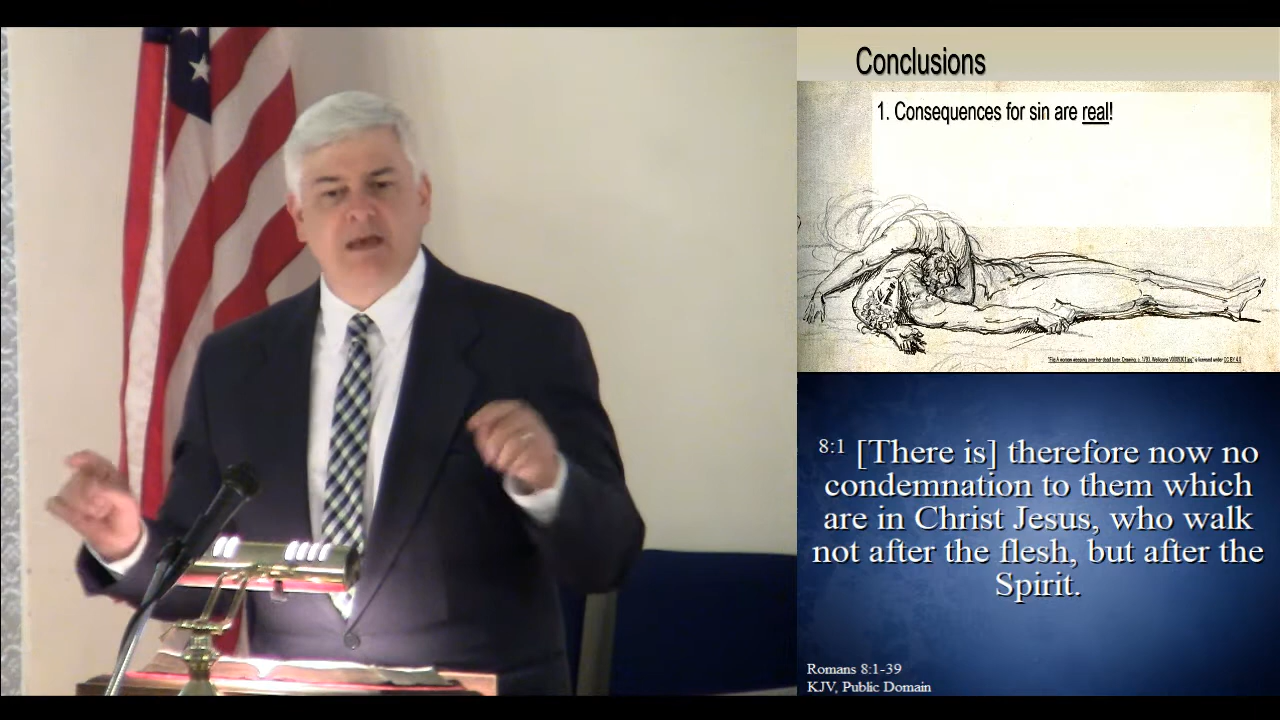 Conclusions
1. Consequences for sin are real!
8:1 [There is] therefore now no
condemnation to them which
are in Christ Jesus, who walk
not after the flesh, but after the
Spirit.
Romans 8:1-39
KJV, Public Domain